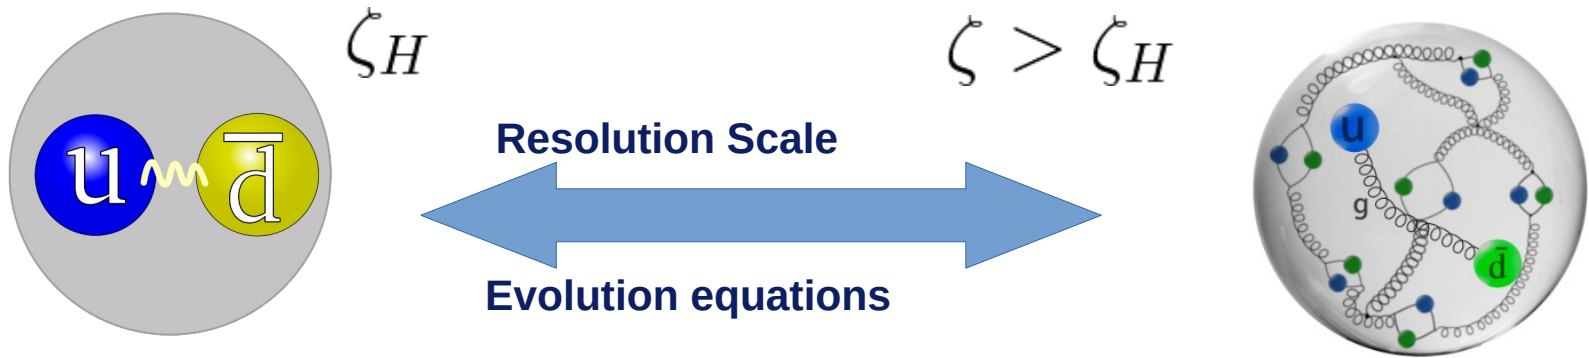 ζ_H
ζ > ζ_H
u
d̄
Resolution Scale
Evolution equations
u
g
d̄